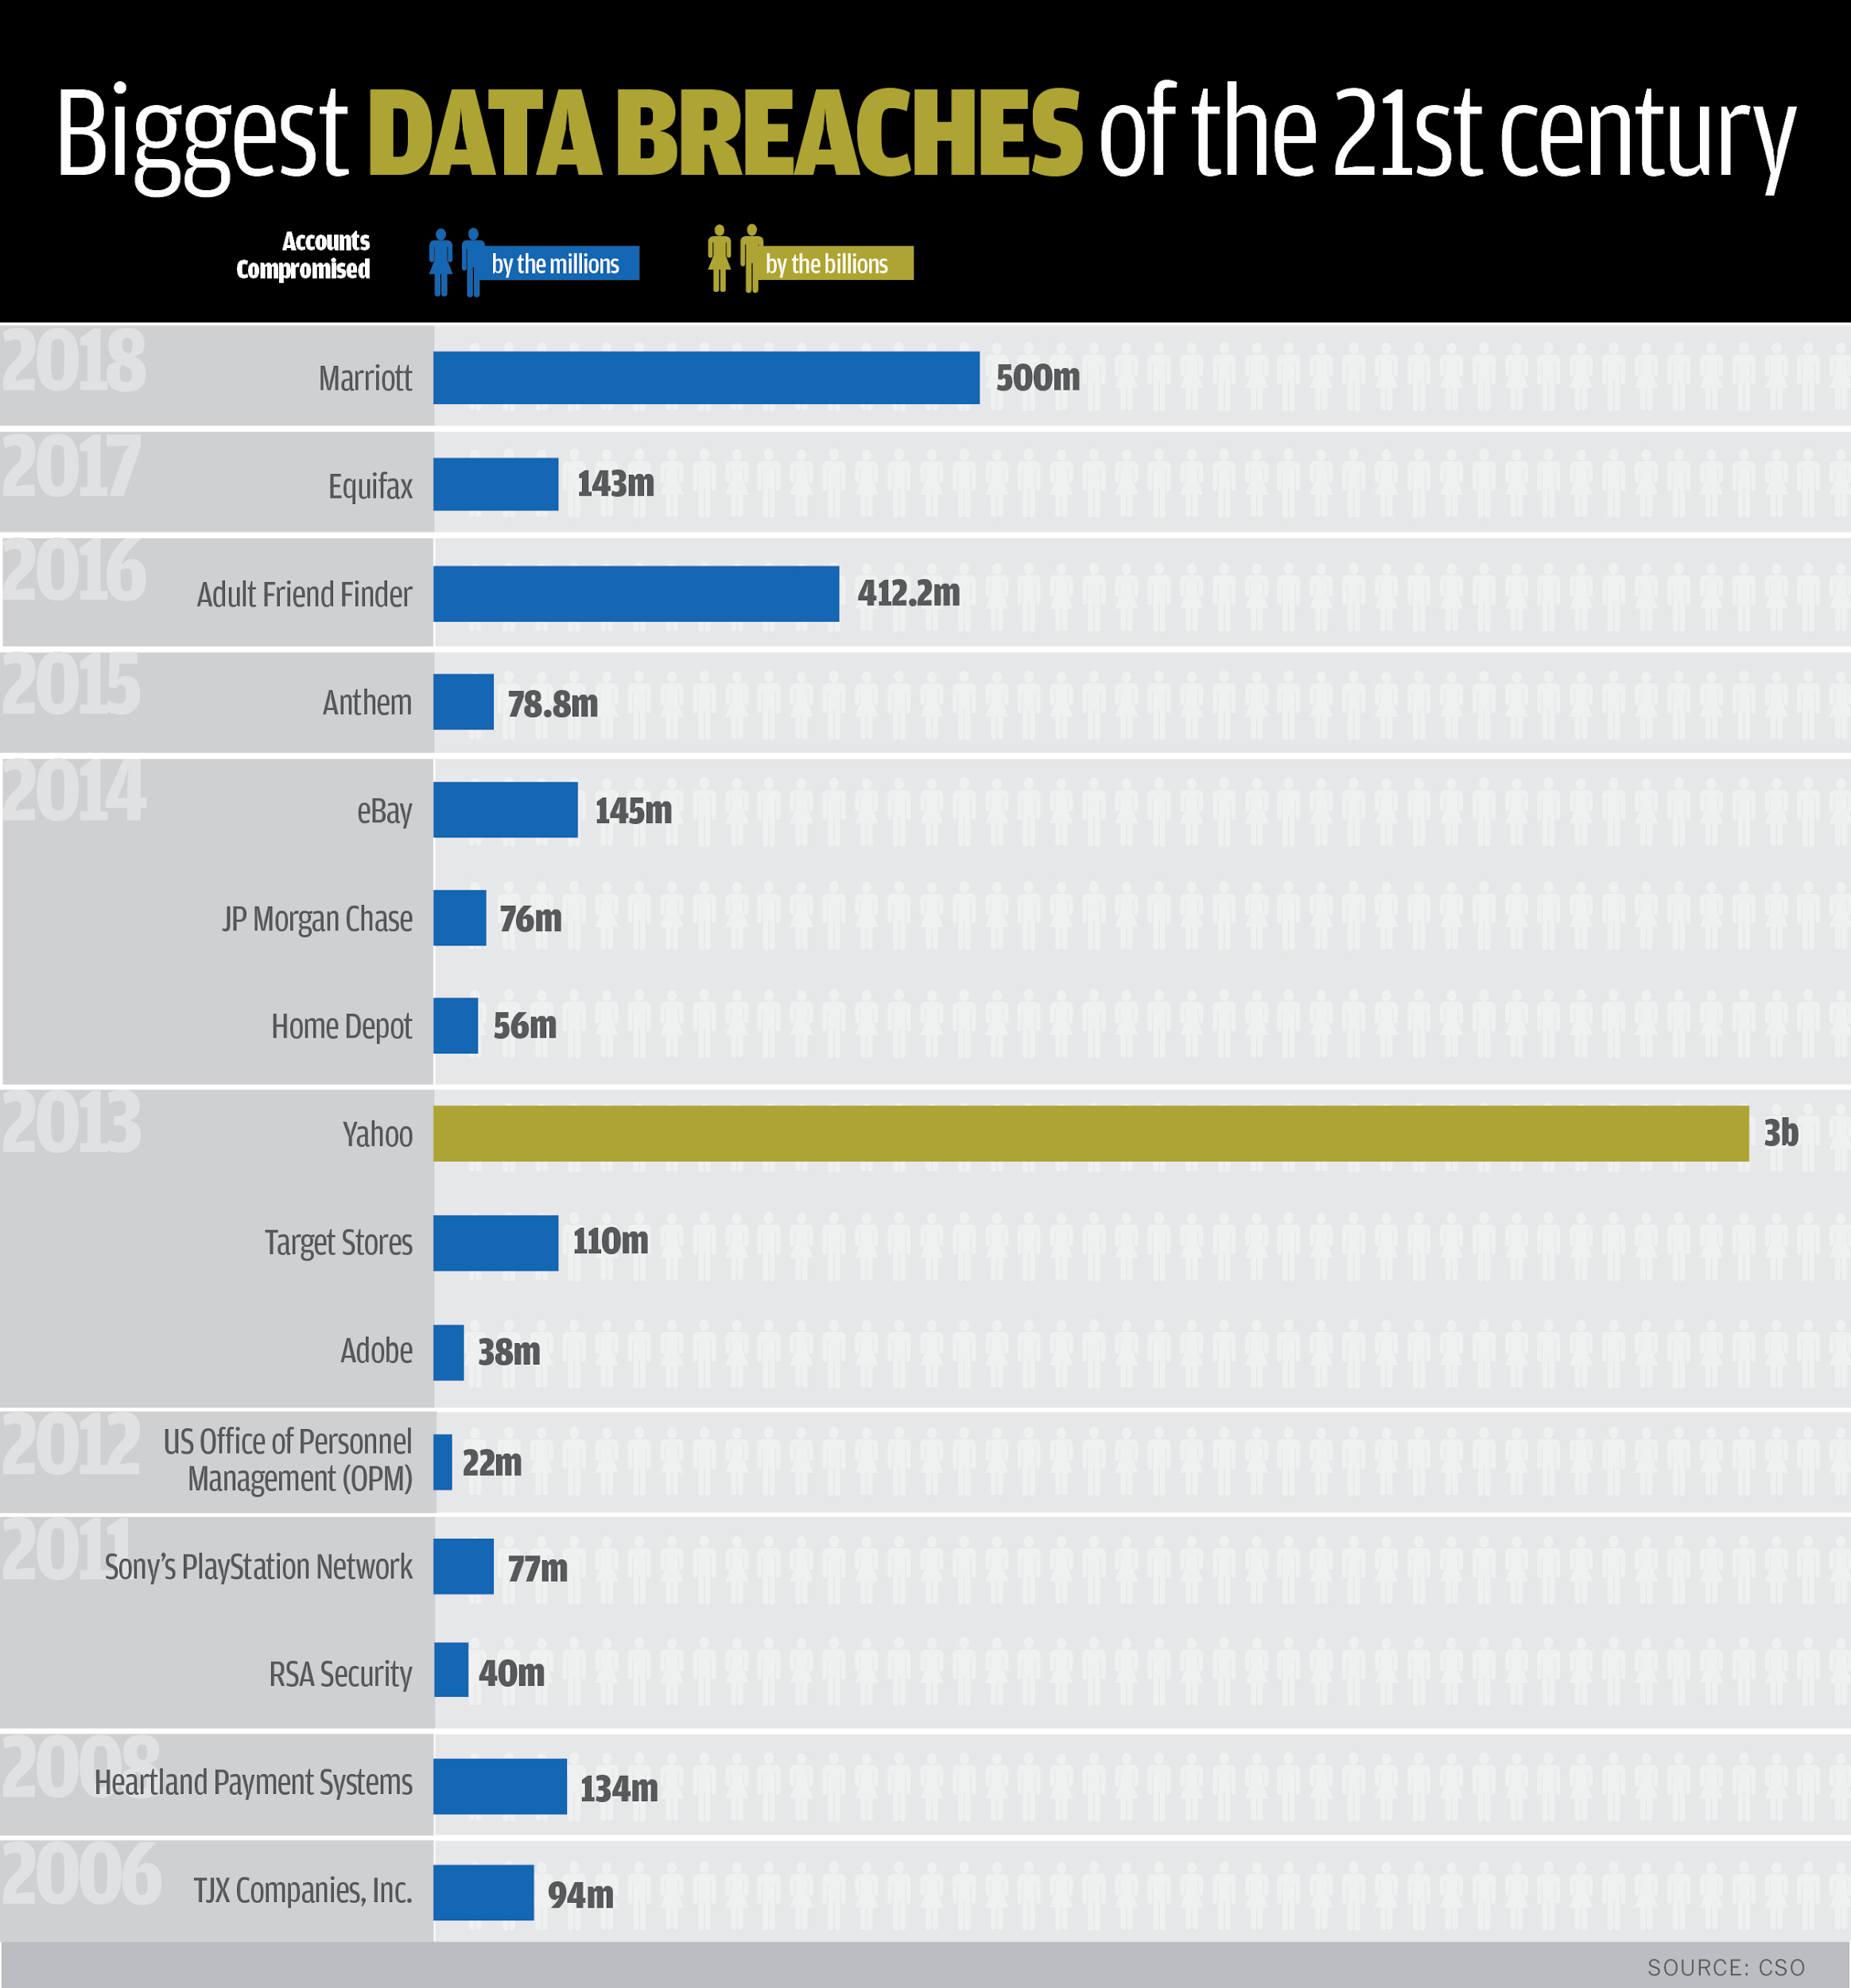 Biggest DATA BREACHES of the 21st century
Accounts
Compromised
by the millions
by the billions
2018
Marriott
500m
2017
Equifax
143m
2016
Adult Friend Finder
412.2m
2015
Anthem
78.8m
2014
eBay
145m
JP Morgan Chase
76m
Home Depot
56m
2013
Yahoo
3b
Target Stores
110m
Adobe
38m
2012
US Office of Personnel
Management (OPM)
22m
2011
Sony’s PlayStation Network
77m
RSA Security
40m
2008
Heartland Payment Systems
134m
2006
TJX Companies, Inc.
94m
SOURCE: CSO